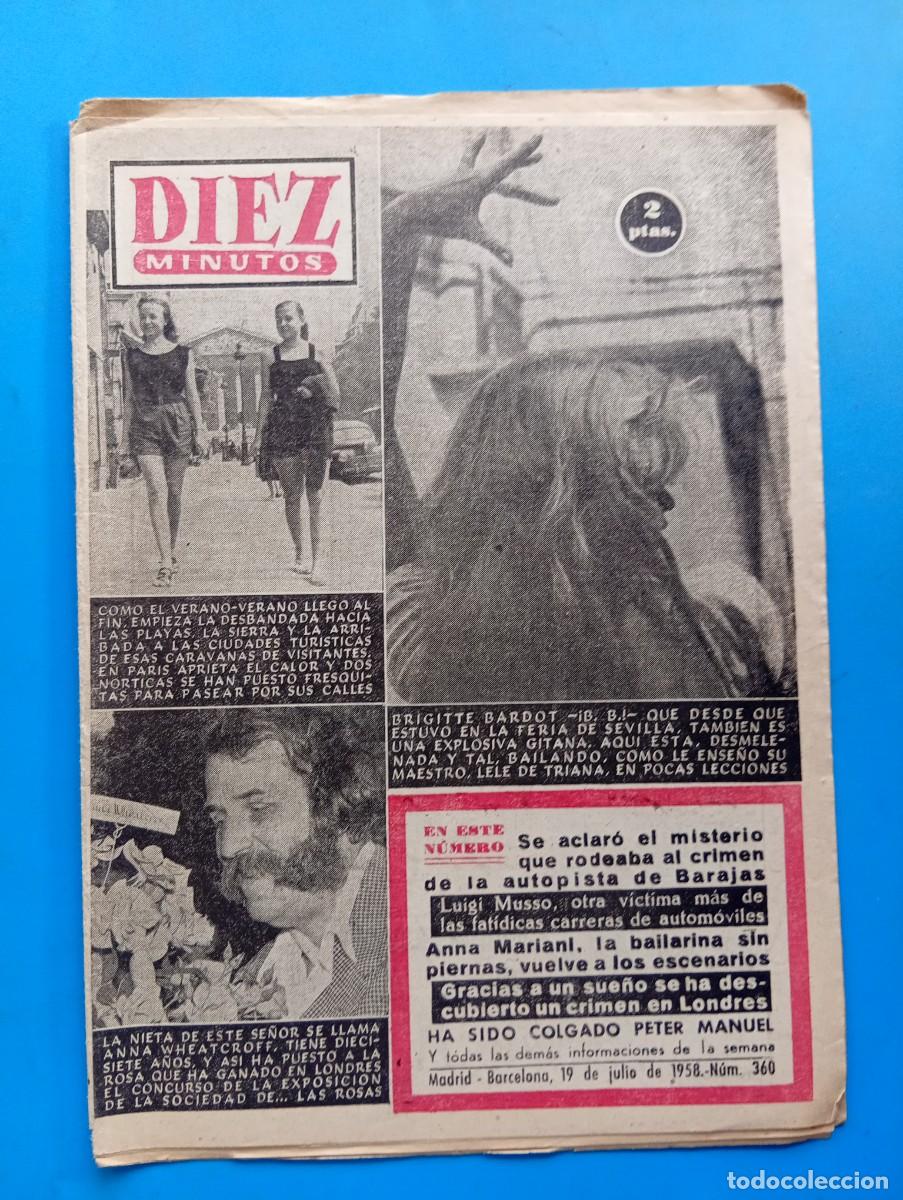 DIEZ
MINUTOS
2
ptas.
COMO EL VERANO-VERANO LLEGO AL
FIN, EMPIEZA LA DESBANDADA HACIA
LAS PLAYAS, LA SIERRA Y LA ARRI-
BADA A LAS CIUDADES TURISTICAS
DE ESAS CARAVANAS DE VISITANTES.
EN PARIS APRIETA EL CALOR Y DOS
NORTICAS SE HAN PUESTO FRESQUI-
TAS PARA PASEAR POR SUS CALLES
BRIGITTE BARDOT -¡B. B.!- QUE DESDE QUE
ESTUVO EN LA FERIA DE SEVILLA, TAMBIEN ES
UNA EXPLOSIVA GITANA. AQUI ESTA, DESMELE-
NADA Y TAL, BAILANDO, COMO LE ENSEÑO SU
MAESTRO, LELE DE TRIANA, EN POCAS LECCIONES
LA NIETA DE ESTE SEÑOR SE LLAMA
ANNA WHEATCROFF, TIENE DIECI-
SIETE AÑOS, Y ASI HA PUESTO A LA
ROSA QUE HA GANADO EN LONDRES
EL CONCURSO DE LA EXPOSICION
DE LA SOCIEDAD DE... LAS ROSAS
EN ESTE
NÚMERO
Se aclaró el misterio
que rodeaba al crimen
de la autopista de Barajas
Luigi Musso, otra víctima más de
las fatídicas carreras de automóviles
Anna Mariani, la bailarina sin
piernas, vuelve a los escenarios
Gracias a un sueño se ha des-
cubierto un crimen en Londres
HA SIDO COLGADO PETER MANUEL
Y todas las demás informaciones de la semana
Madrid - Barcelona, 19 de julio de 1958.-Núm. 360
todocoleccion